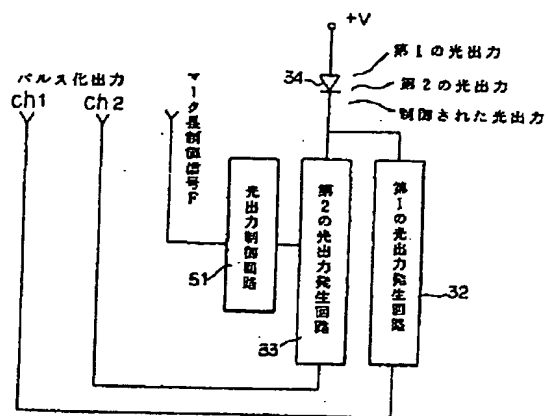 +V
34
第1の光出力
第2の光出力
制御された光出力
パルス化出力
ch1
ch2
マーク長制御信号F
光出力制御回路
51
第2の光出力発生回路
33
第1の光出力発生回路
32